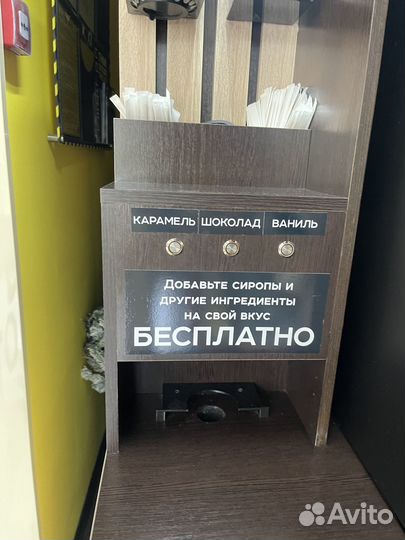 КАРАМЕЛЬ ШОКОЛАД ВАНИЛЬ
ДОБАВЬТЕ СИРОПЫ И
ДРУГИЕ ИНГРЕДИЕНТЫ
НА СВОЙ ВКУС
БЕСПЛАТНО
Avito